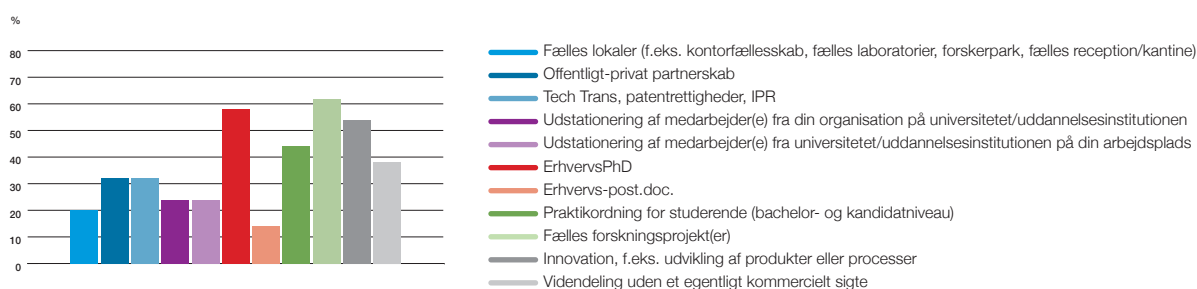 %
80
70
60
50
40
30
20
10
0
Fælles lokaler (f.eks. kontorfællesskab, fælles laboratorier, forskerpark, fælles reception/kantine)
Offentligt-privat partnerskab
Tech Trans, patentrettigheder, IPR
Udstationering af medarbejder(e) fra din organisation på universitetet/uddannelsesinstitutionen
Udstationering af medarbejder(e) fra universitetet/uddannelsesinstitutionen på din arbejdsplads
ErhvervsPhD
Erhvervs-post.doc.
Praktikordning for studerende (bachelor- og kandidatniveau)
Fælles forskningsprojekt(er)
Innovation, f.eks. udvikling af produkter eller processer
Videndeling uden et egentligt kommercielt sigte